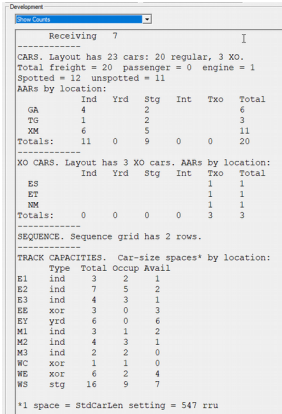 Development
Show Counts
Receiving 7
------------
CARS. Layout has 23 cars: 20 regular, 3 XO.
Total freight = 20 passenger = 0 engine = 1
Spotted = 12 unspotted = 11
AARs by location:
Ind Yrd Stg Int Txo Total
GA 4 2 6
TG 1 2 3
XM 6 5 11
Totals: 11 0 9 0 0 20
------------
XO CARS. Layout has 3 XO cars. AARs by location:
Ind Yrd Stg Int Txo Total
ES 1 1
ET 1 1
NM 1 1
Totals: 0 0 0 0 3 3
------------
SEQUENCE. Sequence grid has 2 rows.
------------
TRACK CAPACITIES. Car-size spaces* by location:
Type Total Occup Avail
E1 ind 3 2 1
E2 ind 7 5 2
E3 ind 4 3 1
EE xor 3 0 3
EY yrd 6 0 6
M1 ind 3 1 2
M2 ind 4 3 1
M3 ind 2 2 0
WC xor 1 1 0
WE xor 6 2 4
WS stg 16 9 7
*1 space = StdCarLen setting = 547 rru